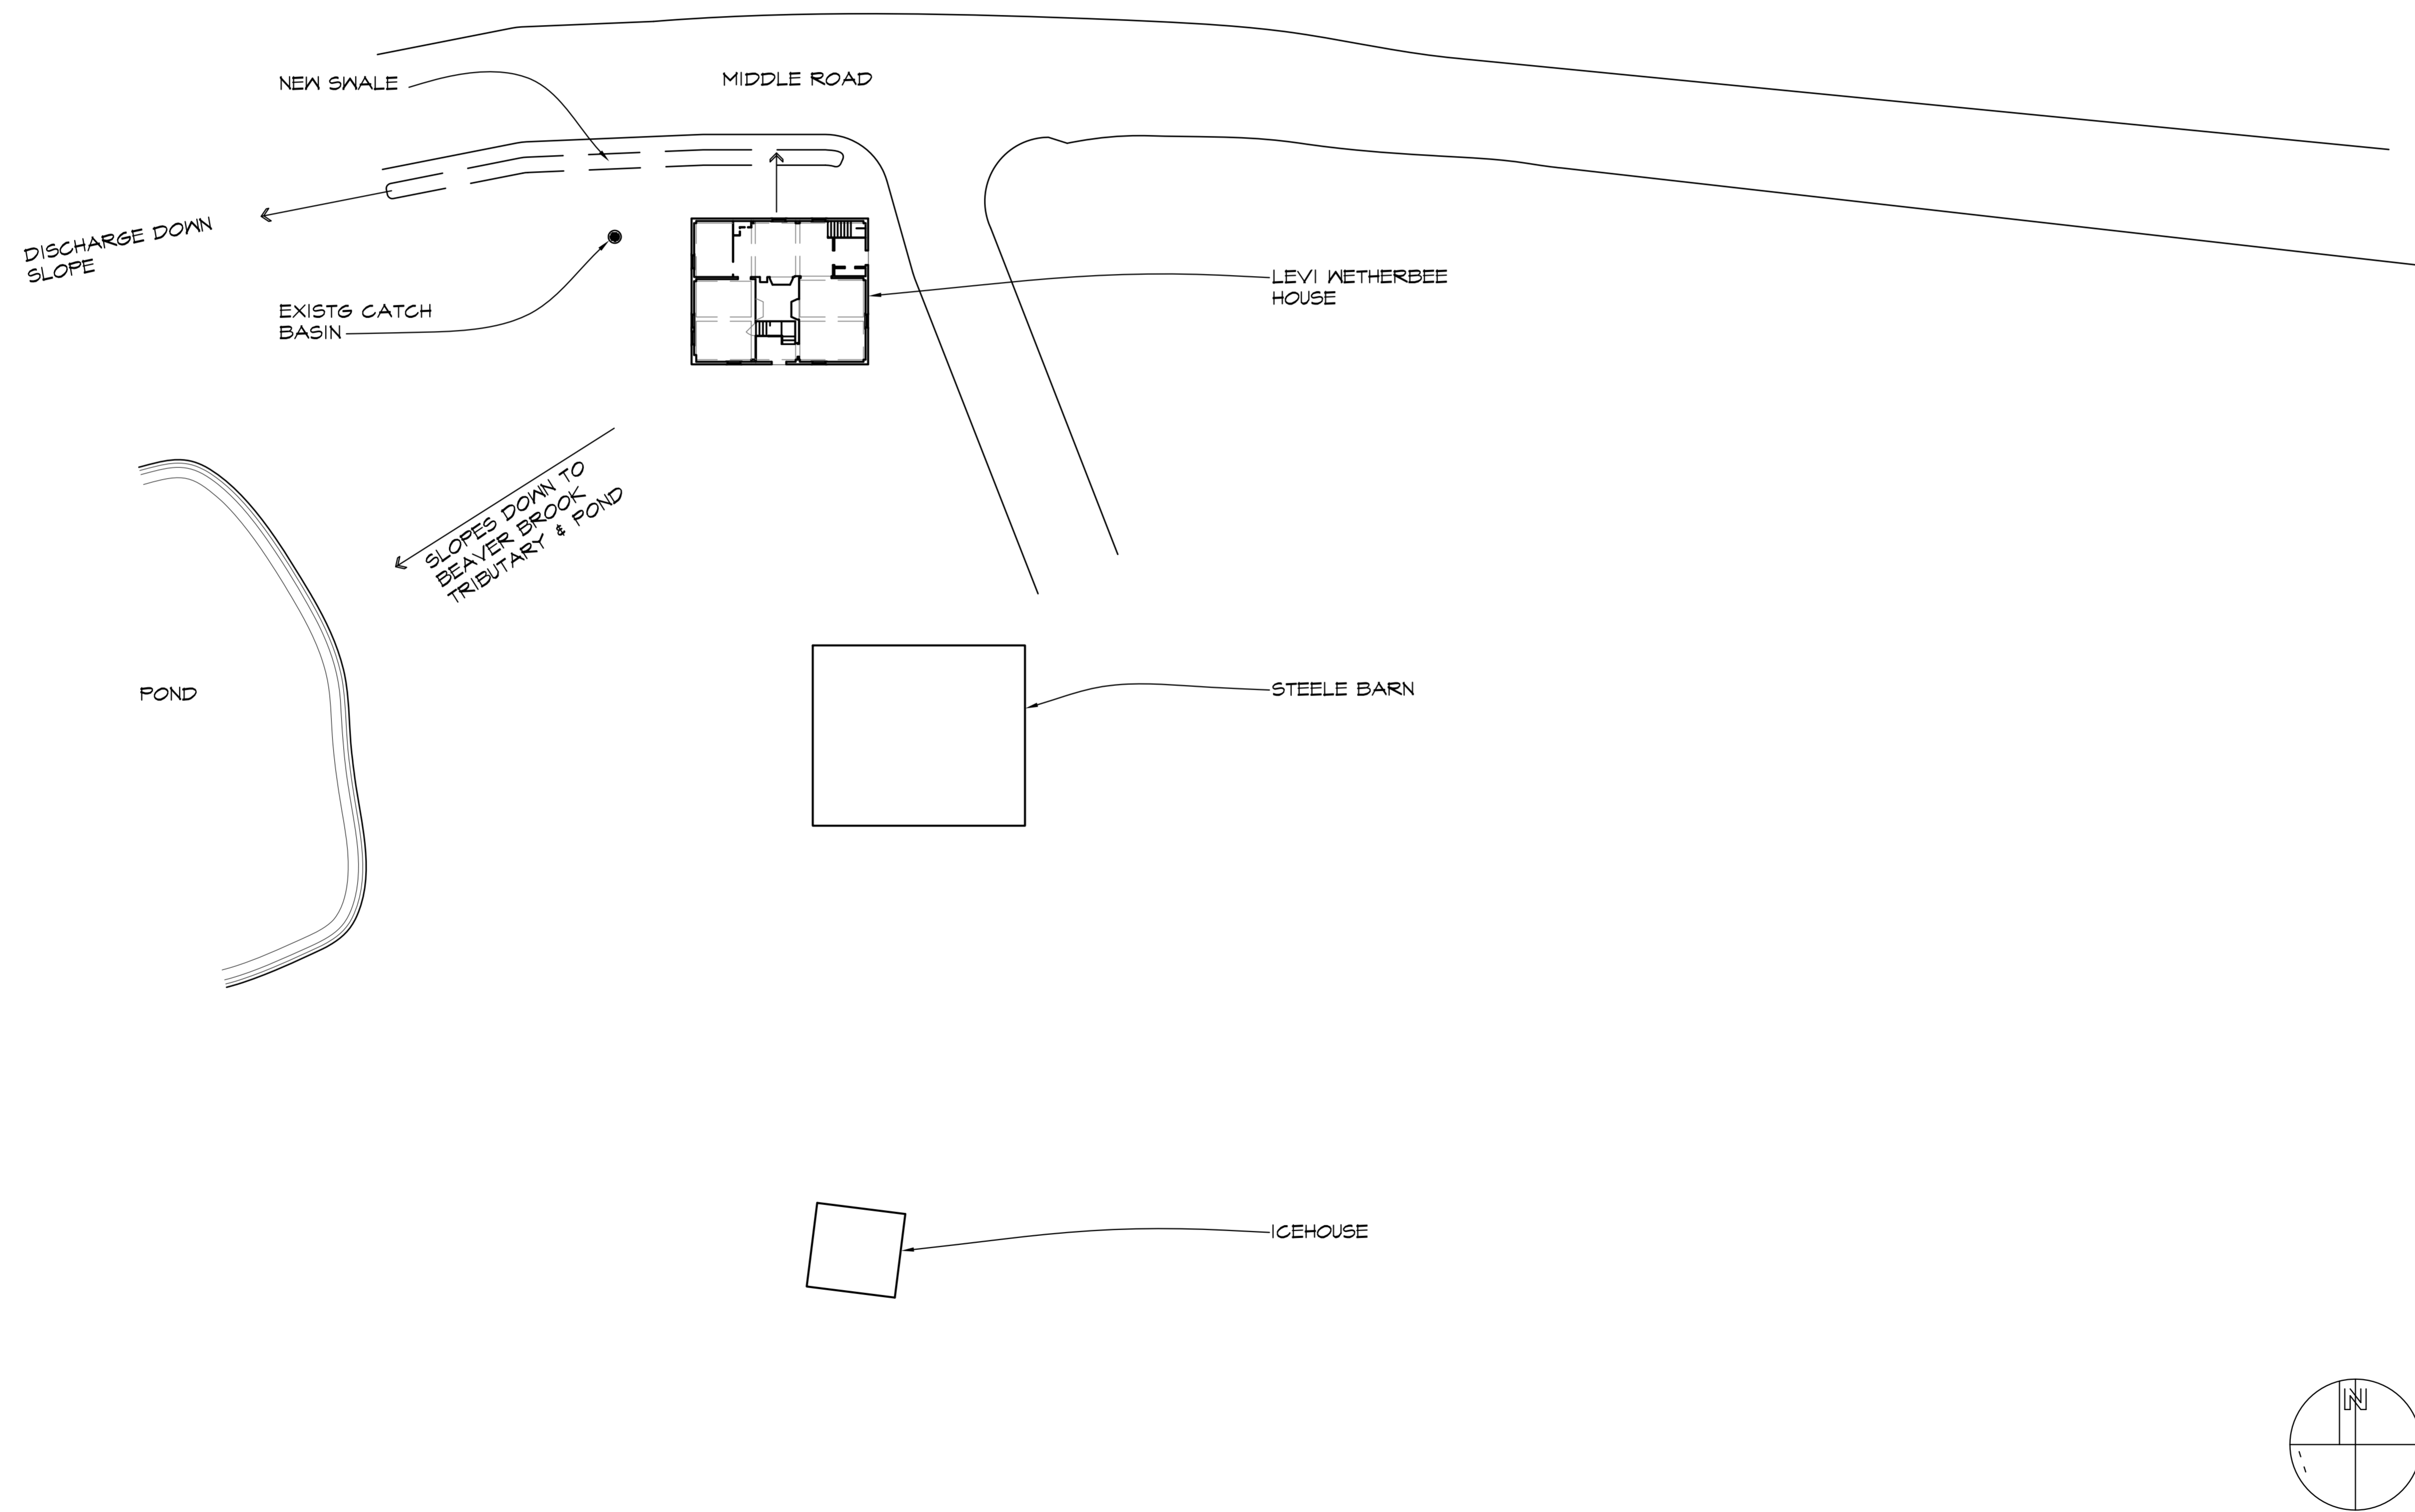 NEW SWALE
MIDDLE ROAD
DISCHARGE DOWN
SLOPE
EXISTG CATCH
BASIN
LEVI WETHERBEE
HOUSE
SLOPES DOWN TO
BEAVER BROOK
TRIBUTARY & POND
POND
STEELE BARN
ICEHOUSE
N